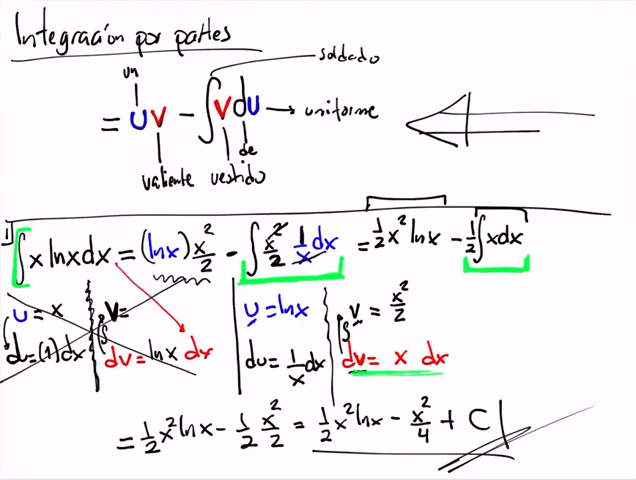 Integración por partes
soldado
un
= uv − ∫vdu → uniforme
de
valiente vestido
1) ∫x lnx dx = (lnx) x²/2 − ∫ x²/2 1/x dx = 1/2 x² lnx − 1/2 ∫xdx
u = x v= u = lnx v = x²/2
du=(1)dx ∫ dv= lnx dx du= 1/x dx ∫ dv= x dx
= 1/2 x² lnx − 1/2 x²/2 = 1/2 x² lnx − x²/4 + C